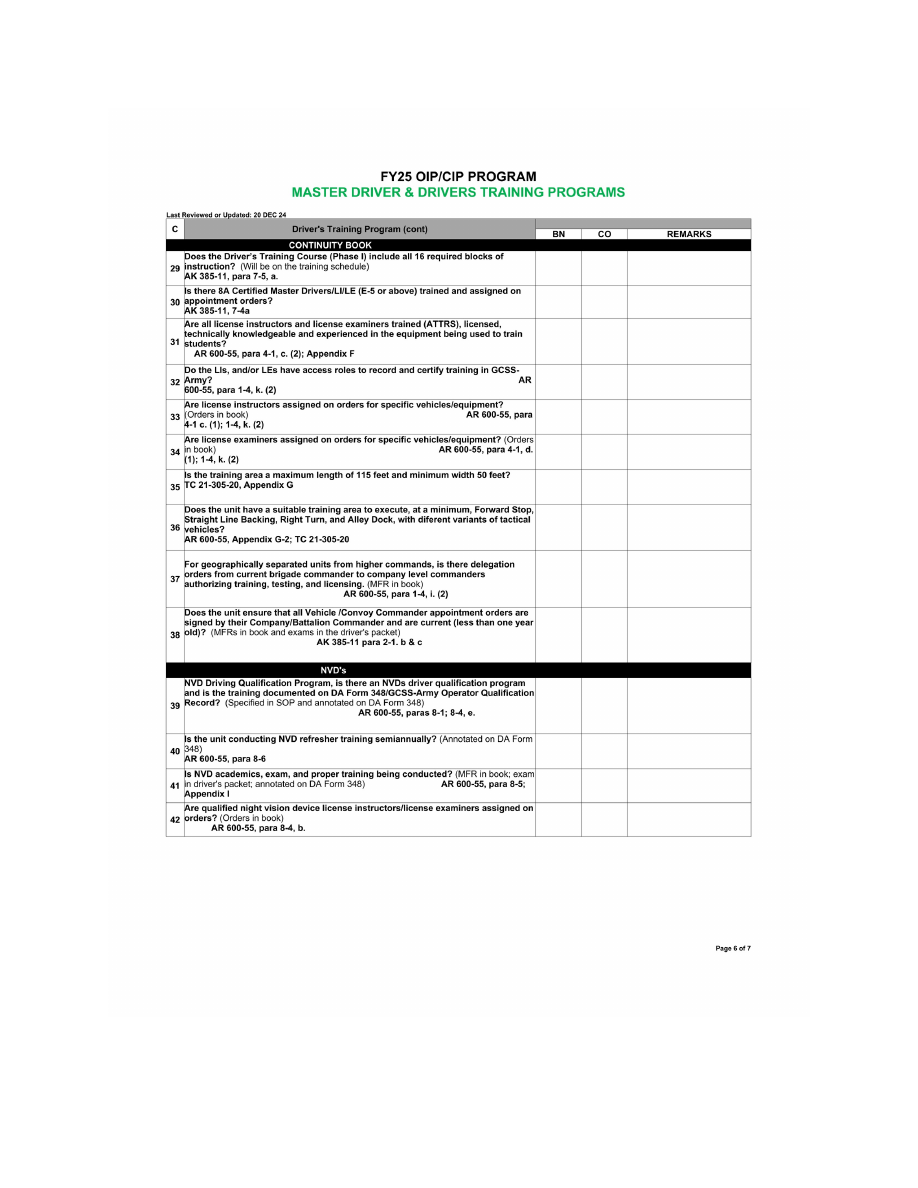 FY25 OIP/CIP PROGRAM
MASTER DRIVER & DRIVERS TRAINING PROGRAMS
Last Reviewed or Updated: 20 DEC 24
C Driver's Training Program (cont)
BN CO REMARKS
CONTINUITY BOOK
29 Does the Driver's Training Course (Phase I) include all 16 required blocks of
instruction? (Will be on the training schedule)
AK 385-11, para 7-5, a.
30 Is there 8A Certified Master Drivers/LI/LE (E-5 or above) trained and assigned on
appointment orders?
AK 385-11, 7-4a
31 Are all license instructors and license examiners trained (ATTRS), licensed,
technically knowledgeable and experienced in the equipment being used to train
students?
AR 600-55, para 4-1, c. (2); Appendix F
32 Do the LIs, and/or LEs have access roles to record and certify training in GCSS-
Army? AR
600-55, para 1-4, k. (2)
33 Are license instructors assigned on orders for specific vehicles/equipment?
(Orders in book) AR 600-55, para
4-1 c. (1); 1-4, k. (2)
34 Are license examiners assigned on orders for specific vehicles/equipment? (Orders
in book) AR 600-55, para 4-1, d.
(1); 1-4, k. (2)
35 Is the training area a maximum length of 115 feet and minimum width 50 feet?
TC 21-305-20, Appendix G
36 Does the unit have a suitable training area to execute, at a minimum, Forward Stop,
Straight Line Backing, Right Turn, and Alley Dock, with diferent variants of tactical
vehicles?
AR 600-55, Appendix G-2; TC 21-305-20
37 For geographically separated units from higher commands, is there delegation
orders from current brigade commander to company level commanders
authorizing training, testing, and licensing. (MFR in book)
AR 600-55, para 1-4, i. (2)
38 Does the unit ensure that all Vehicle /Convoy Commander appointment orders are
signed by their Company/Battalion Commander and are current (less than one year
old)? (MFRs in book and exams in the driver's packet)
AK 385-11 para 2-1. b & c
NVD's
39 NVD Driving Qualification Program, is there an NVDs driver qualification program
and is the training documented on DA Form 348/GCSS-Army Operator Qualification
Record? (Specified in SOP and annotated on DA Form 348)
AR 600-55, paras 8-1; 8-4, e.
40 Is the unit conducting NVD refresher training semiannually? (Annotated on DA Form
348)
AR 600-55, para 8-6
41 Is NVD academics, exam, and proper training being conducted? (MFR in book; exam
in driver's packet; annotated on DA Form 348) AR 600-55, para 8-5;
Appendix I
42 Are qualified night vision device license instructors/license examiners assigned on
orders? (Orders in book)
AR 600-55, para 8-4, b.
Page 6 of 7